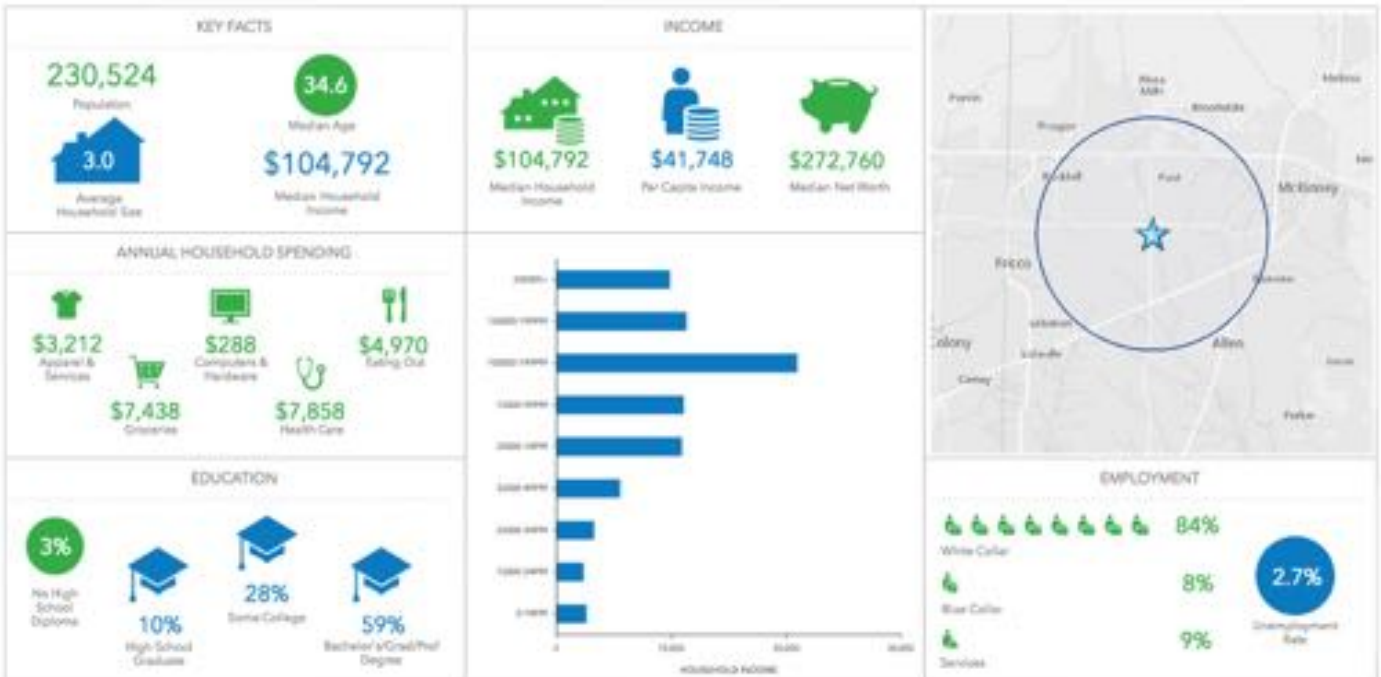 KEY FACTS
230,524
Population
34.6
Median Age
3.0
Average
Household Size
$104,792
Median Household
Income
INCOME
$104,792
Median Household
Income
$41,748
Per Capita Income
$272,760
Median Net Worth
ANNUAL HOUSEHOLD SPENDING
$3,212
Apparel &
Services
$288
Computers &
Hardware
$4,970
Eating Out
$7,438
Groceries
$7,858
Health Care
EDUCATION
3%
No High
School
Diploma
10%
High School
Graduate
28%
Some College
59%
Bachelor's/Grad/Prof
Degree
HOUSEHOLD INCOME
Prosper
McKinney
Frisco
Allen
Parker
EMPLOYMENT
84%
White Collar
8%
Blue Collar
9%
Services
2.7%
Unemployment
Rate